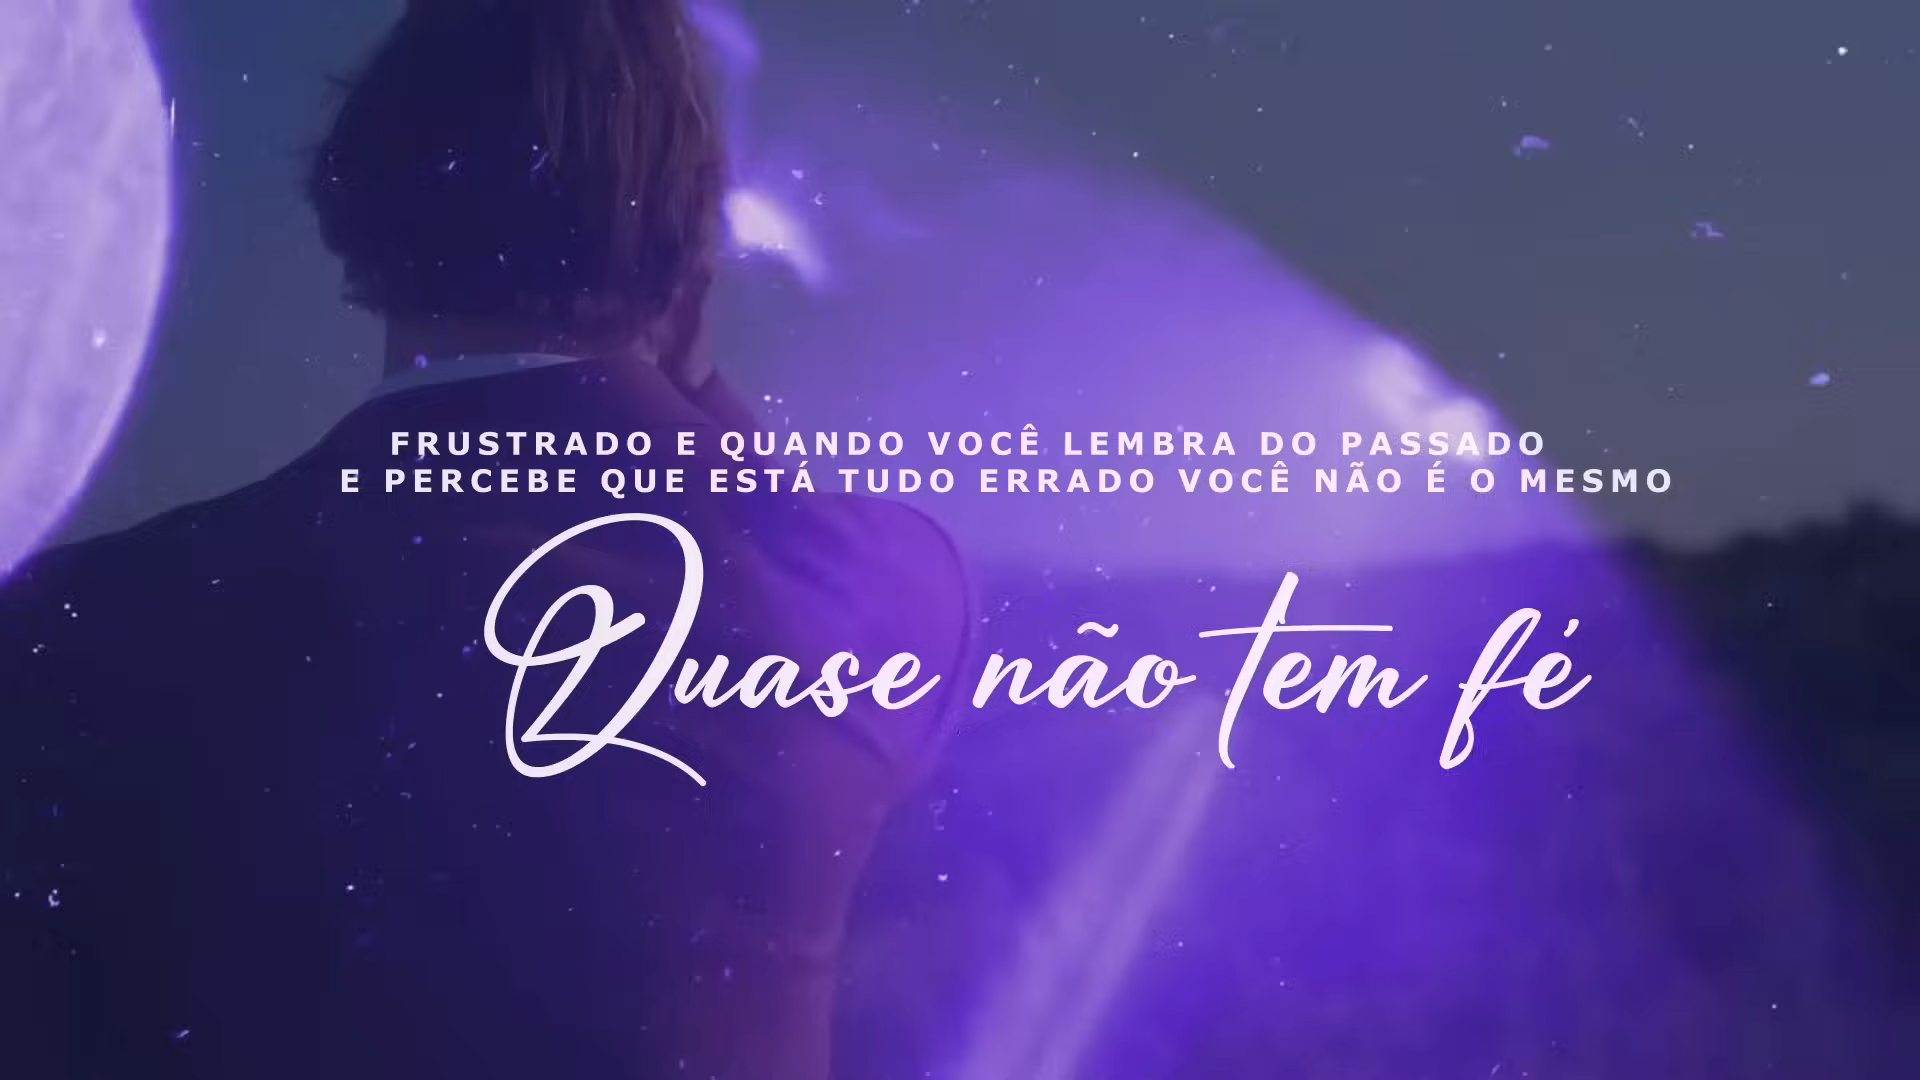 FRUSTRADO E QUANDO VOCÊ LEMBRA DO PASSADO
E PERCEBE QUE ESTÁ TUDO ERRADO VOCÊ NÃO É O MESMO
Quase não tem fé